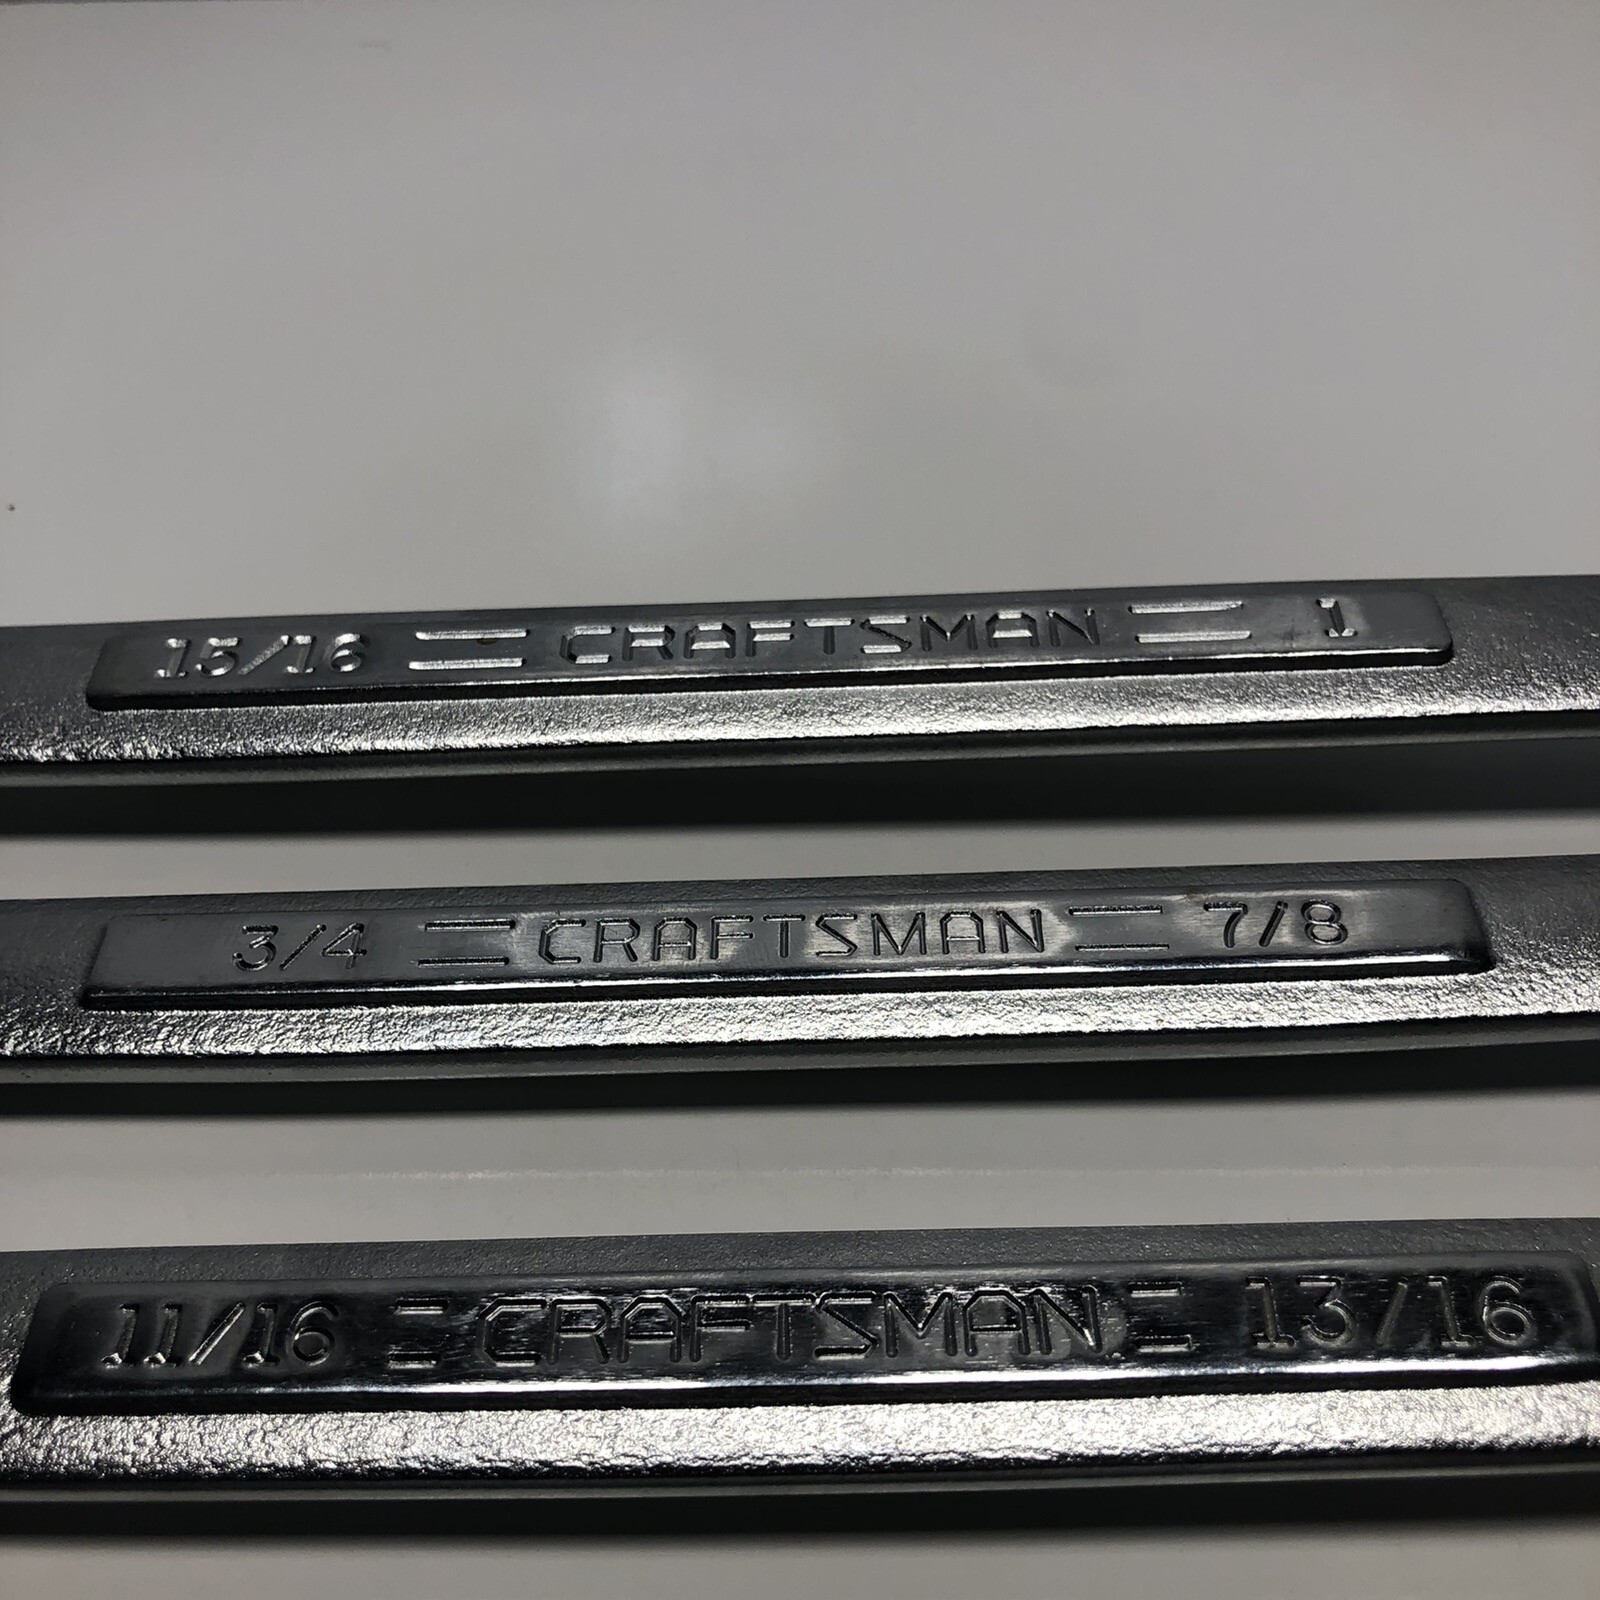 15/16 = CRAFTSMAN = 1
3/4 = CRAFTSMAN = 7/8
11/16 = CRAFTSMAN = 13/16